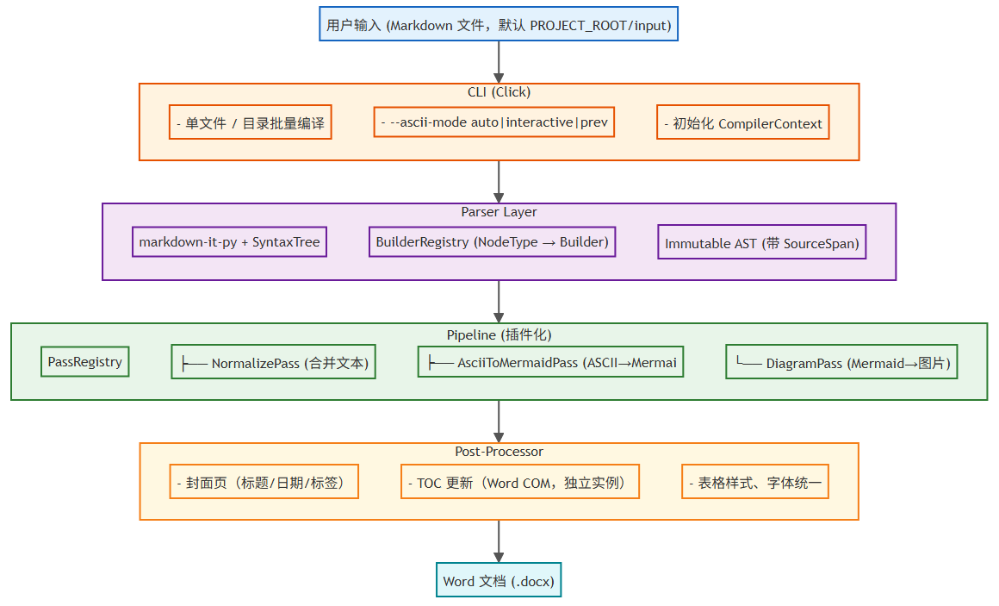 用户输入 (Markdown 文件，默认 PROJECT_ROOT/input)
CLI (Click)
- 单文件 / 目录批量编译
- --ascii-mode auto|interactive|prev
- 初始化 CompilerContext
Parser Layer
markdown-it-py + SyntaxTree
BuilderRegistry (NodeType → Builder)
Immutable AST (带 SourceSpan)
Pipeline (插件化)
PassRegistry
├── NormalizePass (合并文本)
├── AsciiToMermaidPass (ASCII→Mermai
└── DiagramPass (Mermaid→图片)
Post-Processor
- 封面页（标题/日期/标签）
- TOC 更新（Word COM，独立实例）
- 表格样式、字体统一
Word 文档 (.docx)